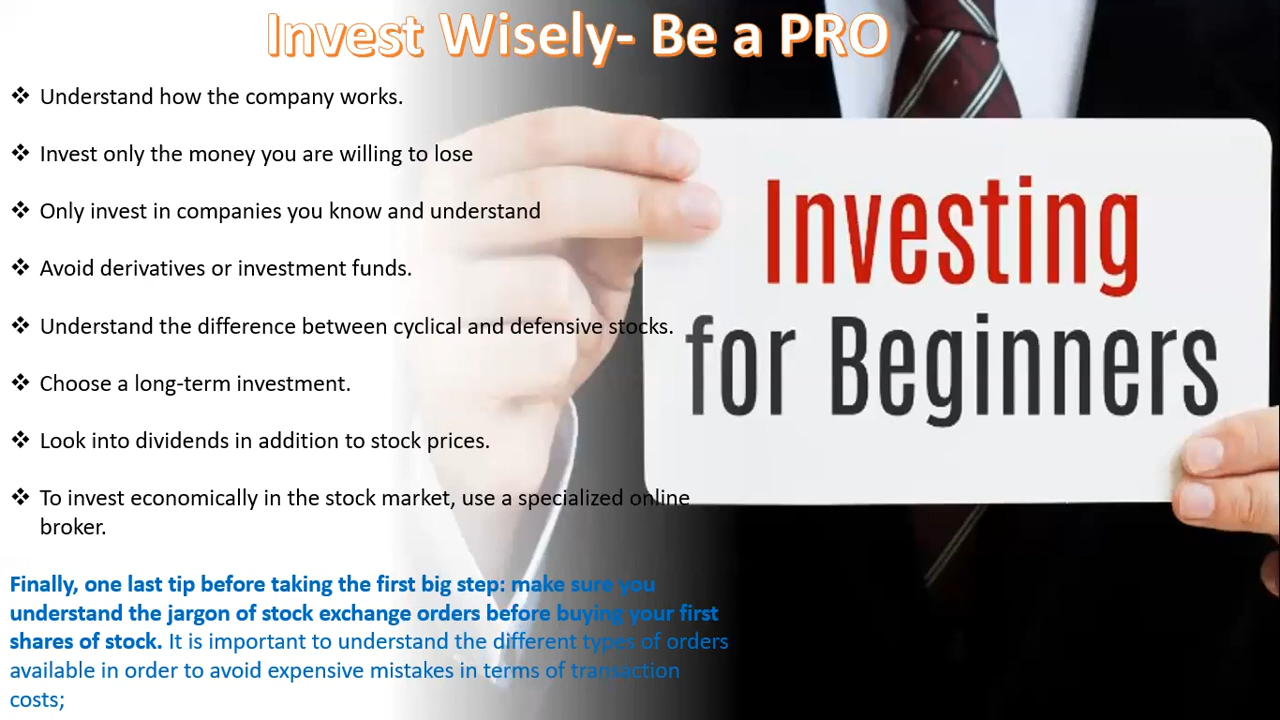 Invest Wisely- Be a PRO
❖ Understand how the company works.
❖ Invest only the money you are willing to lose
❖ Only invest in companies you know and understand
❖ Avoid derivatives or investment funds.
❖ Understand the difference between cyclical and defensive stocks.
❖ Choose a long-term investment.
❖ Look into dividends in addition to stock prices.
❖ To invest economically in the stock market, use a specialized online
broker.
Finally, one last tip before taking the first big step: make sure you
understand the jargon of stock exchange orders before buying your first
shares of stock. It is important to understand the different types of orders
available in order to avoid expensive mistakes in terms of transaction
costs;
Investing
for Beginners